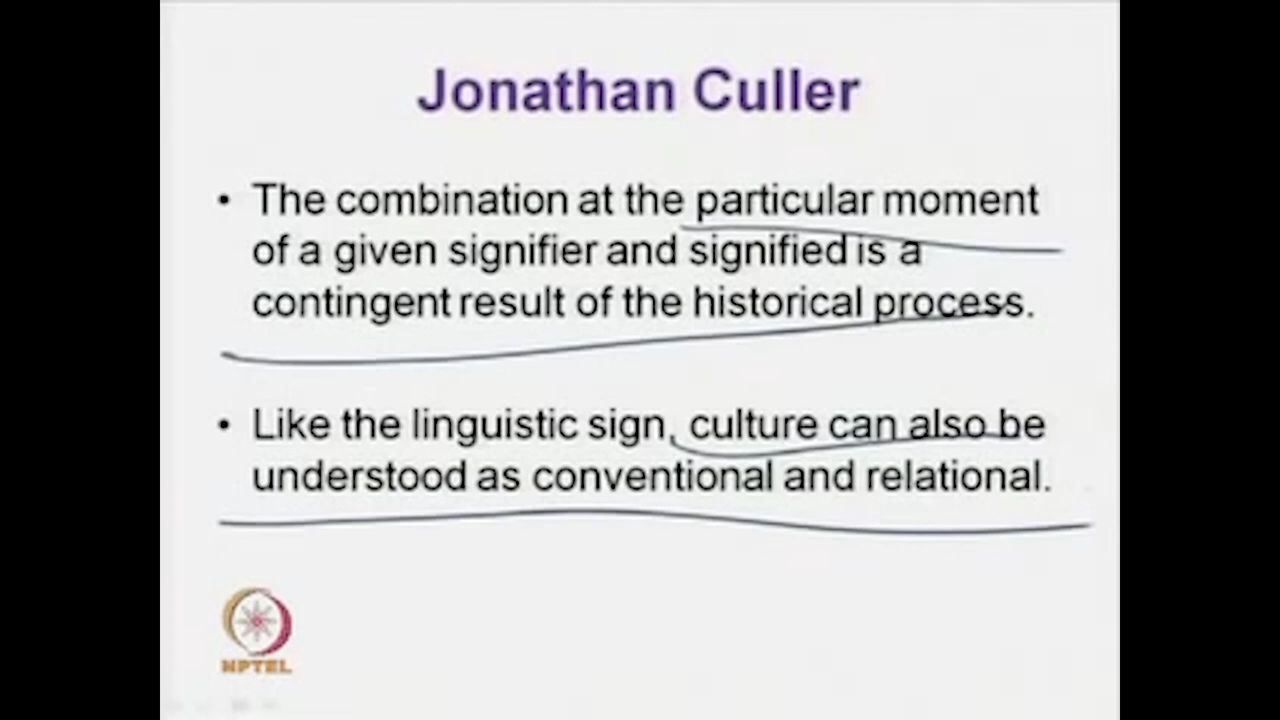 Jonathan Culler
• The combination at the particular moment
of a given signifier and signified is a
contingent result of the historical process.
• Like the linguistic sign, culture can also be
understood as conventional and relational.
NPTEL